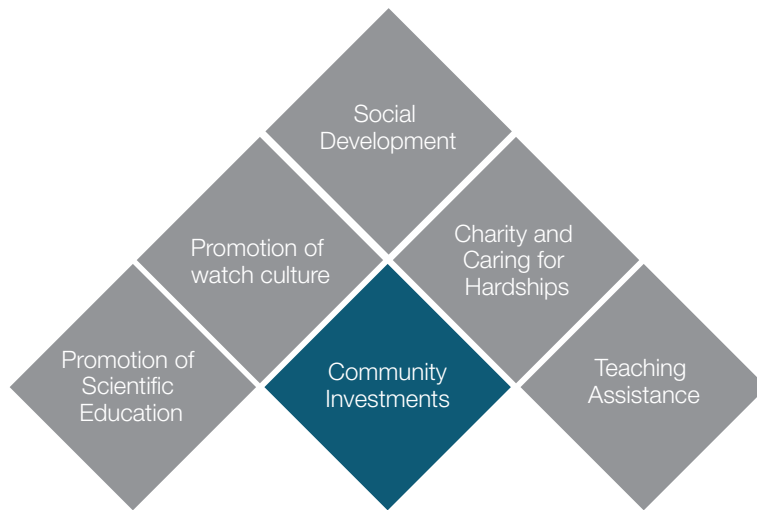 Social
Development
Promotion of
watch culture
Charity and
Caring for
Hardships
Promotion of
Scientific
Education
Community
Investments
Teaching
Assistance